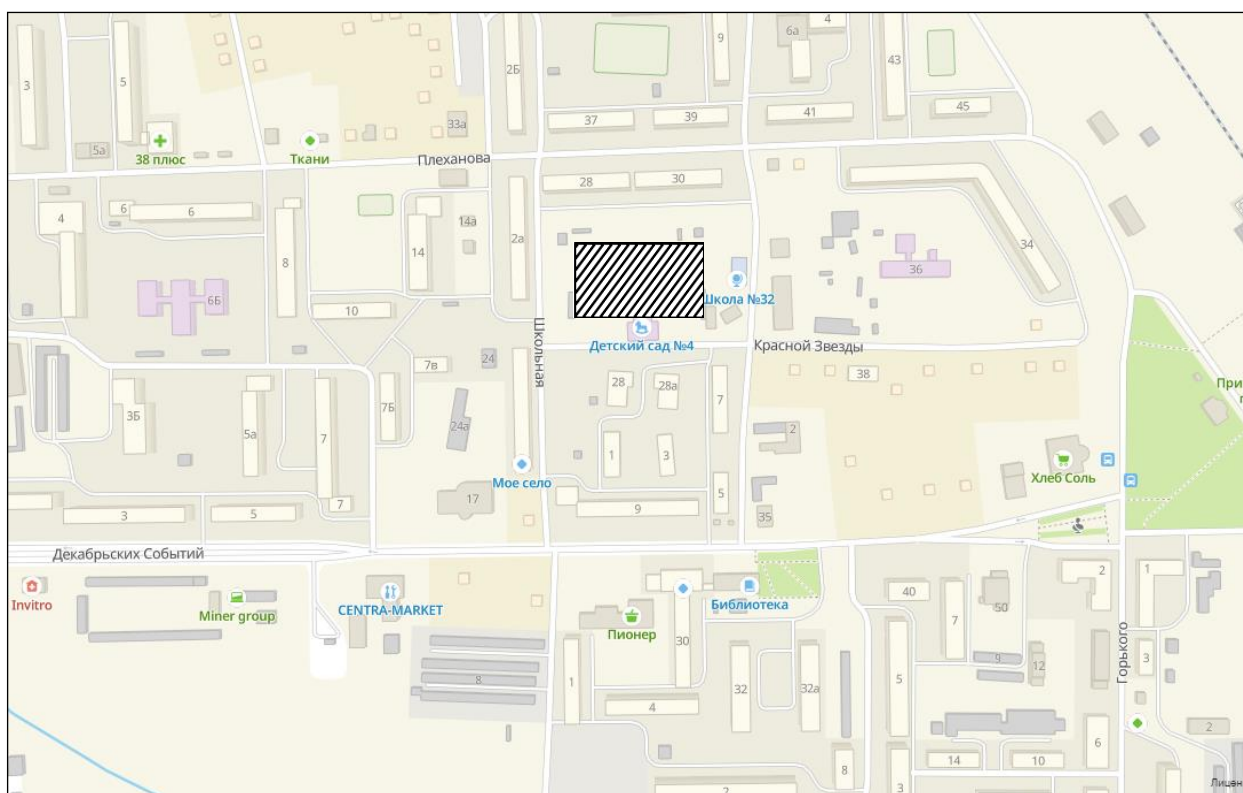 4
6а
9
43
2Б
3
5
37
39
41
45
33а
5а
38 плюс
Ткани
Плеханова
28
30
34
4
6
6
8
14
14а
2а
36
6Б
10
Школа №32
Школьная
Детский сад №4
Красной Звезды
7в
24
28
28а
38
При
3Б
5а
7
7Б
24а
7
2
1
3
Мое село
Хлеб Соль
17
7
5
3
5
9
35
Декабрьских Событий
Invitro
Miner group
CENTRA-MARKET
Пионер
Библиотека
40
7
50
2
1
30
8
1
32
32а
5
9
12
Горького
3
4
2
6
8
3
14
10
2
Лицен